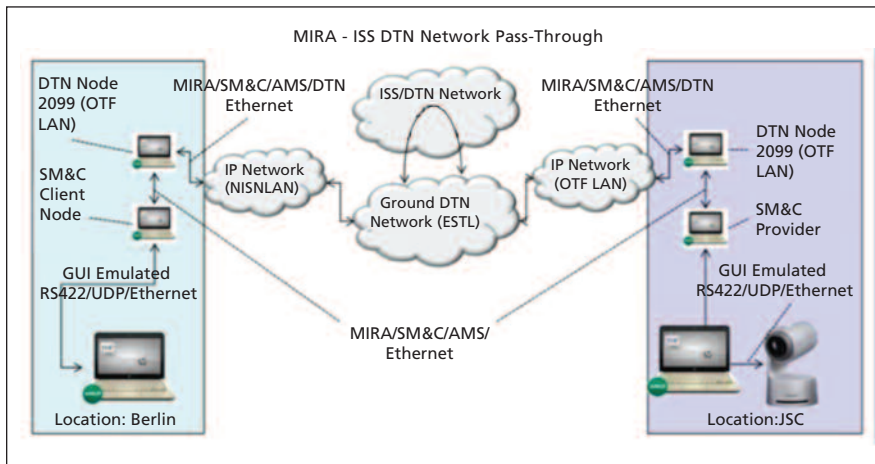 MIRA - ISS DTN Network Pass-Through
DTN Node
2099 (OTF
LAN)
MIRA/SM&C/AMS/DTN
Ethernet
ISS/DTN Network
MIRA/SM&C/AMS/DTN
Ethernet
DTN Node
2099 (OTF
LAN)
IP Network
(NISNLAN)
IP Network
(OTF LAN)
SM&C
Client
Node
Ground DTN
Network (ESTL)
SM&C
Provider
GUI Emulated
RS422/UDP/Ethernet
GUI Emulated
RS422/UDP/Ethernet
MIRA/SM&C/AMS/
Ethernet
Location: Berlin
Location:JSC